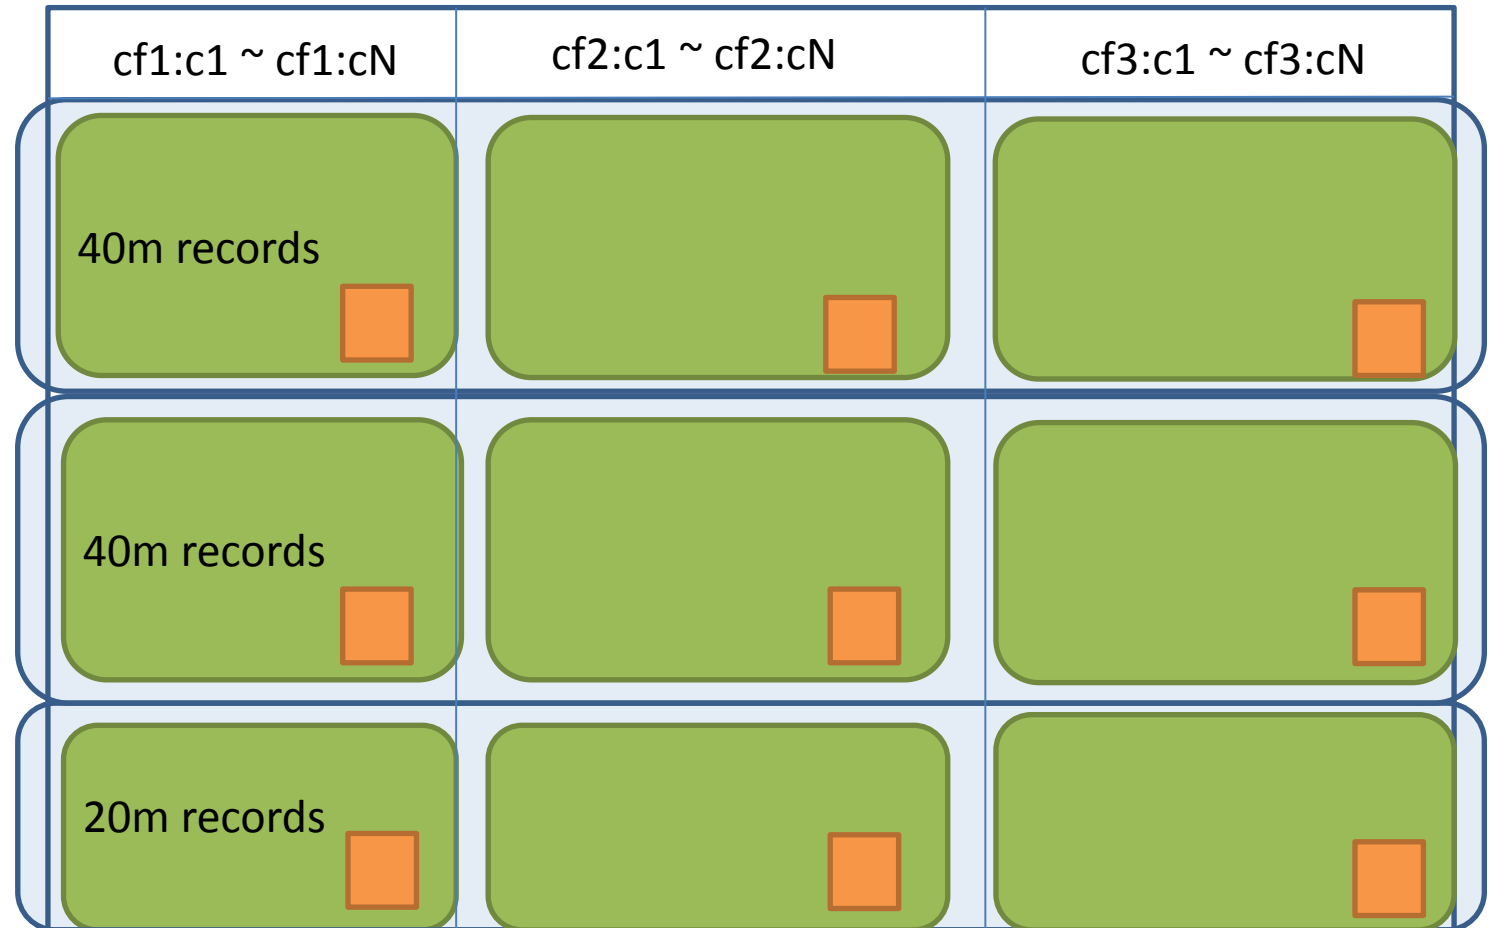 cf1:c1 ~ cf1:cN
cf2:c1 ~ cf2:cN
cf3:c1 ~ cf3:cN
40m records
40m records
20m records